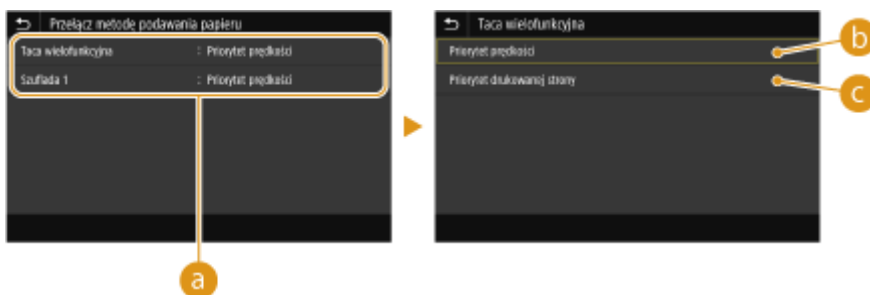 Przełącz metodę podawania papieru
Taca wielofunkcyjna : Priorytet prędkości
Szuflada 1 : Priorytet prędkości
a
Taca wielofunkcyjna
Priorytet prędkości
b
Priorytet drukowanej strony
c